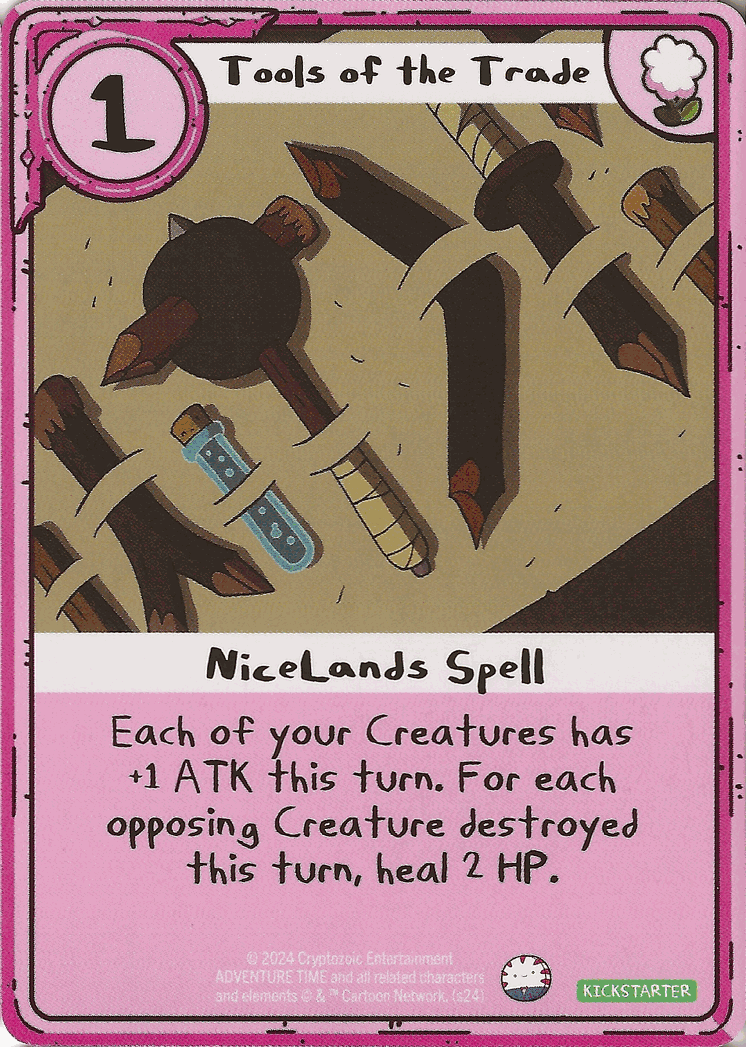 1
Tools of the Trade
NiceLands Spell
Each of your Creatures has
+1 ATK this turn. For each
opposing Creature destroyed
this turn, heal 2 HP.
© 2024 Cryptozoic Entertainment
ADVENTURE TIME and all related characters
and elements © & ™ Cartoon Network. (s24)
KICKSTARTER